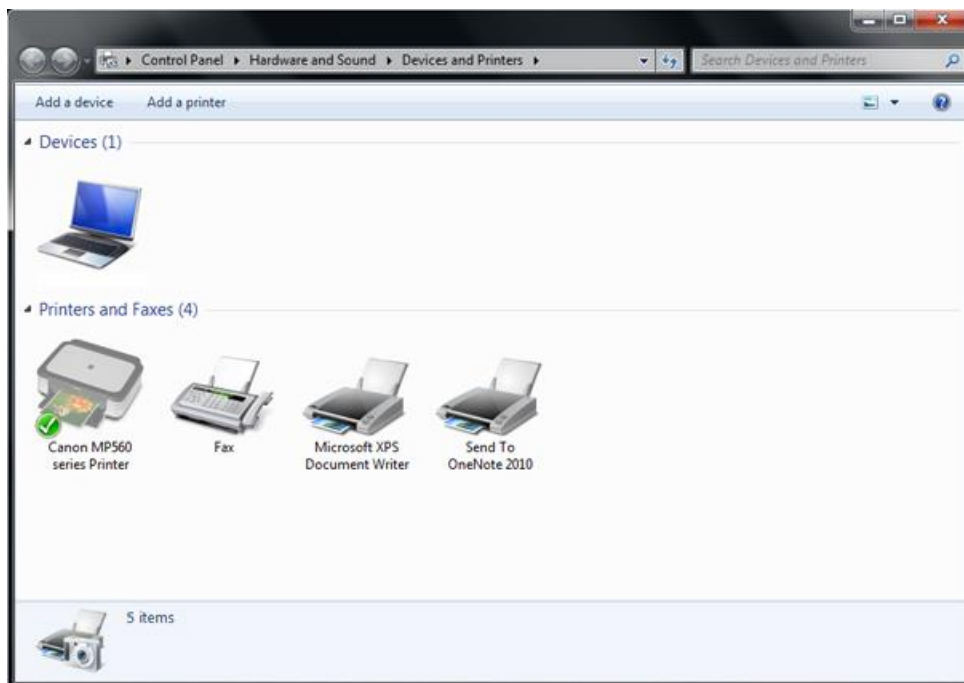 Control Panel Hardware and Sound Devices and Printers Search Devices and Printers
Add a device Add a printer
Devices (1)
Printers and Faxes (4)
Canon MP560
series Printer
Fax
Microsoft XPS
Document Writer
Send To
OneNote 2010
5 items